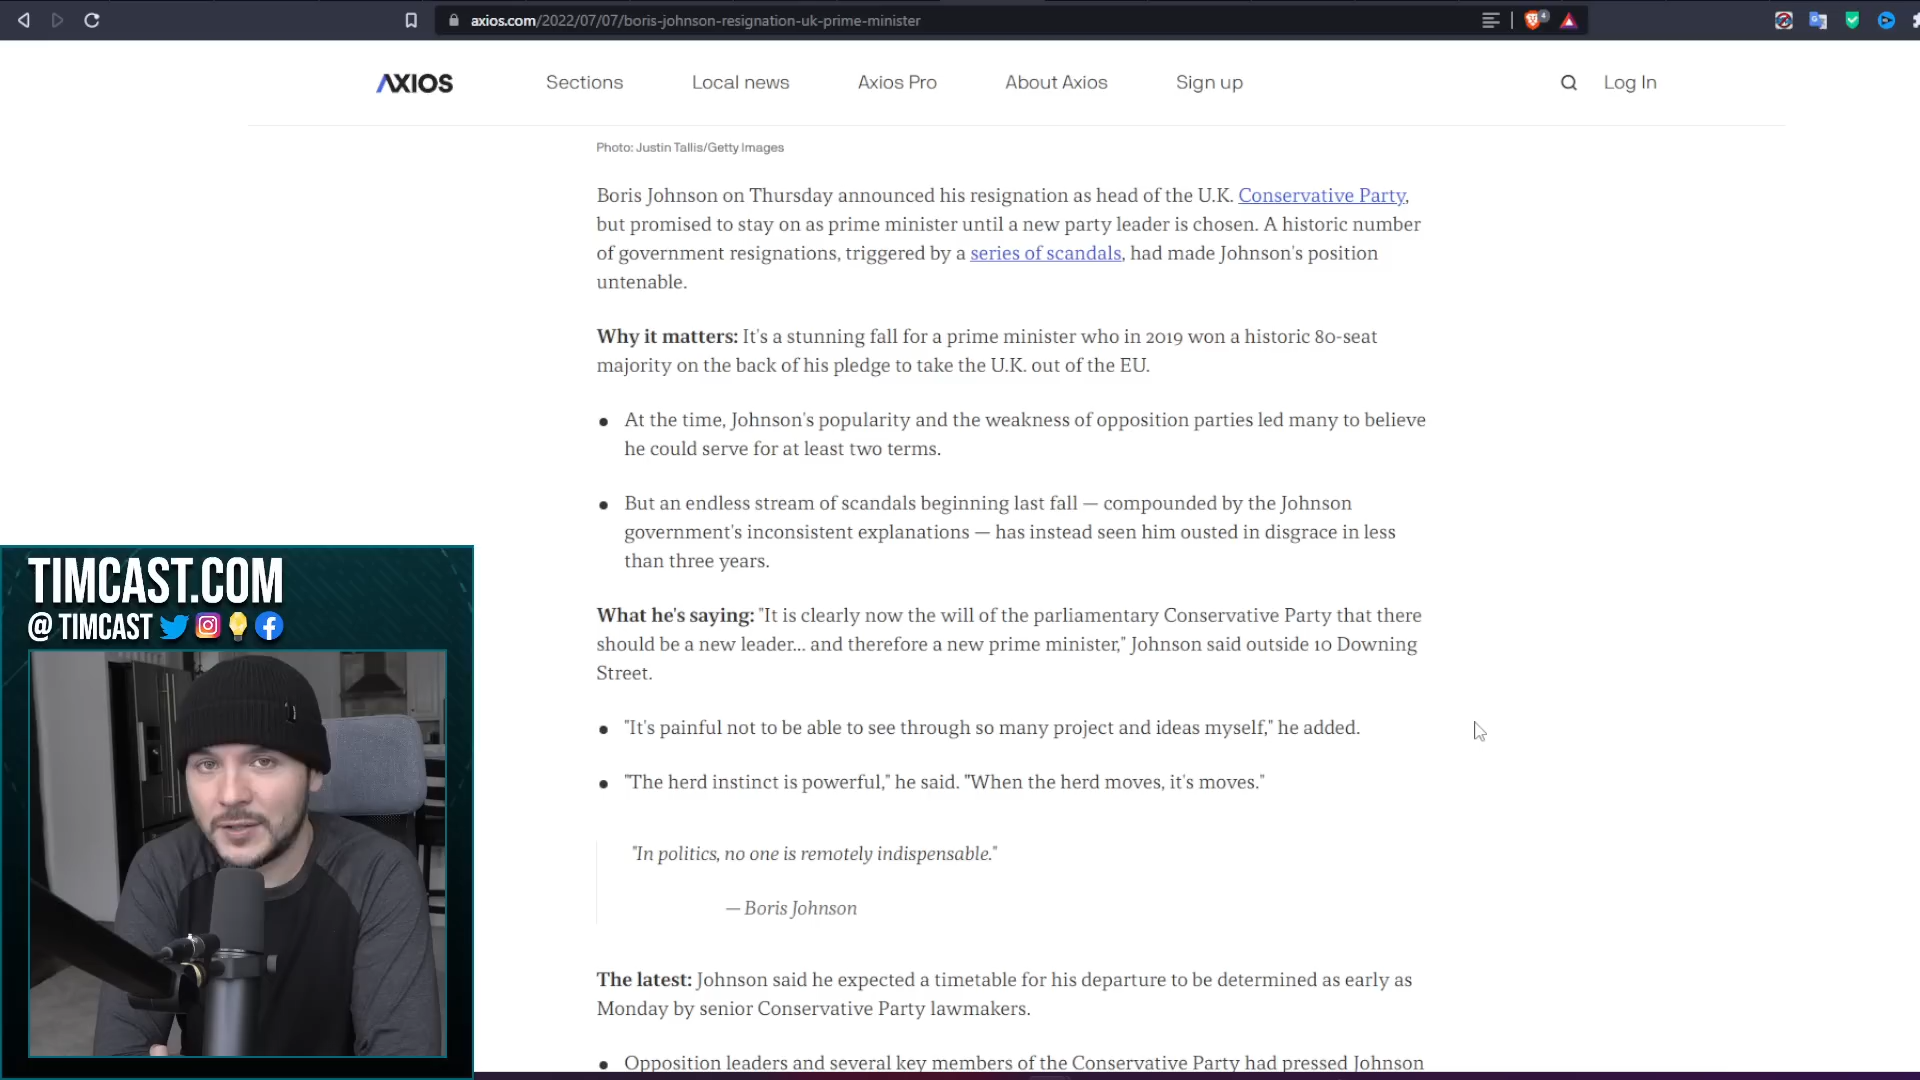 axios.com/2022/07/07/boris-johnson-resignation-uk-prime-minister
4
AXIOS
Sections
Local news
Axios Pro
About Axios
Sign up
Log In
Photo: Justin Tallis/Getty Images
Boris Johnson on Thursday announced his resignation as head of the U.K. Conservative Party,
but promised to stay on as prime minister until a new party leader is chosen. A historic number
of government resignations, triggered by a series of scandals, had made Johnson's position
untenable.
Why it matters: It's a stunning fall for a prime minister who in 2019 won a historic 80-seat
majority on the back of his pledge to take the U.K. out of the EU.
• At the time, Johnson's popularity and the weakness of opposition parties led many to believe
he could serve for at least two terms.
• But an endless stream of scandals beginning last fall — compounded by the Johnson
government's inconsistent explanations — has instead seen him ousted in disgrace in less
than three years.
What he's saying: "It is clearly now the will of the parliamentary Conservative Party that there
should be a new leader... and therefore a new prime minister," Johnson said outside 10 Downing
Street.
• "It's painful not to be able to see through so many project and ideas myself," he added.
• "The herd instinct is powerful," he said. "When the herd moves, it's moves."
"In politics, no one is remotely indispensable."
— Boris Johnson
The latest: Johnson said he expected a timetable for his departure to be determined as early as
Monday by senior Conservative Party lawmakers.
• Opposition leaders and several key members of the Conservative Party had pressed Johnson
TIMCAST.COM
@ TIMCAST